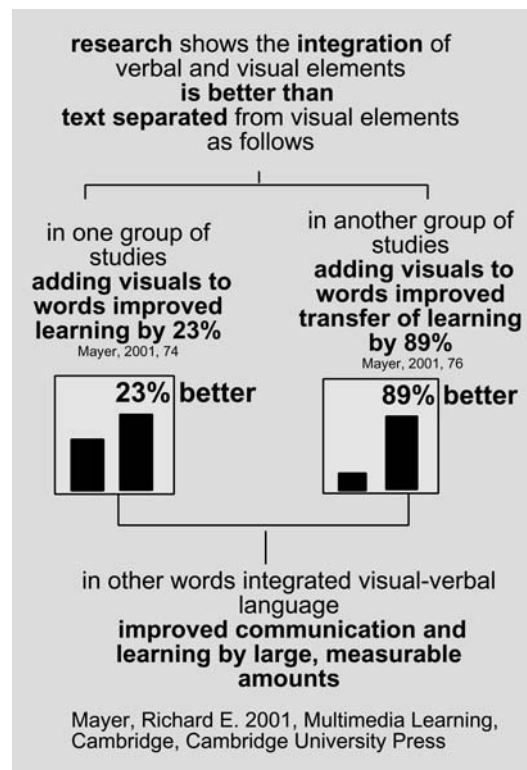 research shows the integration of
verbal and visual elements
is better than
text separated from visual elements
as follows
in one group of
studies
adding visuals to
words improved
learning by 23%
Mayer, 2001, 74
23% better
in another group of
studies
adding visuals to
words improved
transfer of learning
by 89%
Mayer, 2001, 76
89% better
in other words integrated visual-verbal
language
improved communication and
learning by large, measurable
amounts
Mayer, Richard E. 2001, Multimedia Learning,
Cambridge, Cambridge University Press